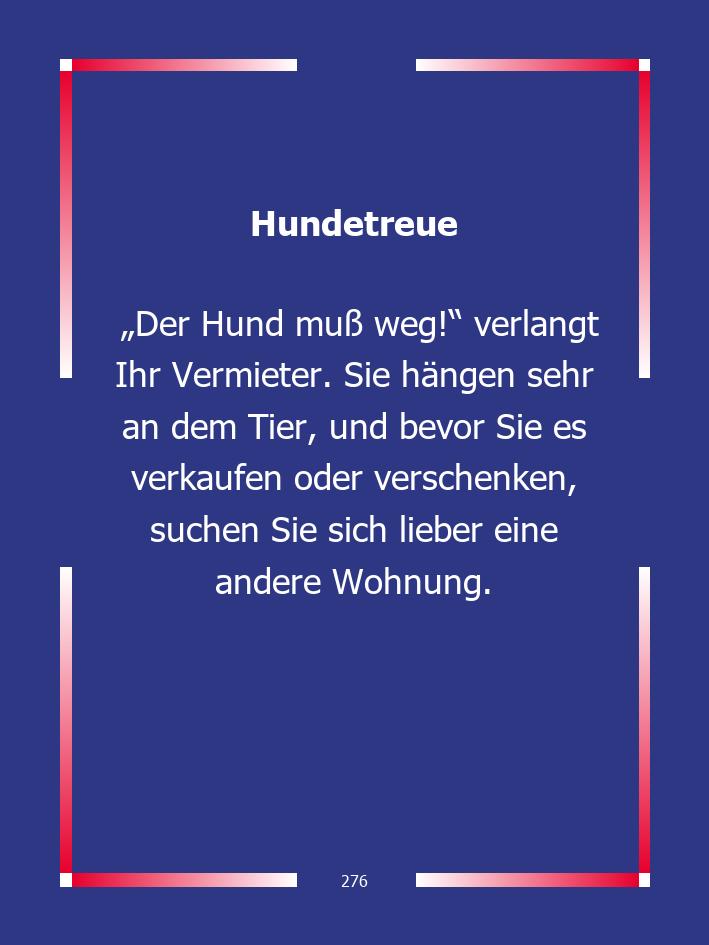 Hundetreue
„Der Hund muß weg!“ verlangt
Ihr Vermieter. Sie hängen sehr
an dem Tier, und bevor Sie es
verkaufen oder verschenken,
suchen Sie sich lieber eine
andere Wohnung.
276